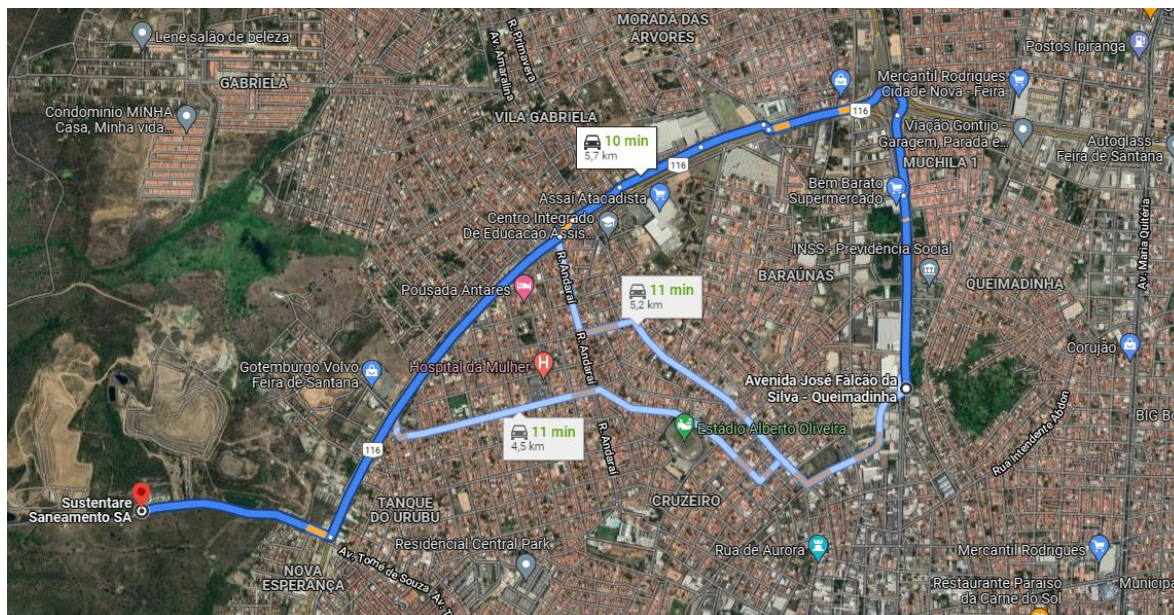 MORADA DAS
ÁRVORES
Lene salão de beleza
R. Primavera
Av. Amaralina
Postos Ipiranga
GABRIELA
Mercantil Rodrigues
Cidade Nova - Feira
Condominio MINHA
Casa, Minha vida...
VILA GABRIELA
116
10 min
5,7 km
116
Viação Gontijo -
Garagem, Parada e...
Autoglass
Feira de Santana
MUCHILA 1
Assaí Atacadista
Bem Barato
Supermercado
Centro Integrado
De Educacao Assis...
Av. Maria Quitéria
R. Andaraí
INSS - Previdência Social
BARAÚNAS
QUEIMADINHA
Pousada Antares
11 min
5,2 km
R. Andaraí
Corujão
Gotemburgo Volvo
Feira de Santana
Hospital da Mulher
Avenida José Falcão da
Silva - Queimadinha
BIG BO
11 min
4,5 km
Estádio Alberto Oliveira
R. Andaraí
Rua Intendente Abdon
116
Sustentare
Saneamento SA
TANQUE
DO URUBU
CRUZEIRO
Av. Tomé de Souza
Av. T
Residencial Central Park
Rua de Aurora
Mercantil Rodrigues
NOVA
ESPERANÇA
Restaurante Paraiso
da Carne do Sol
Municipa